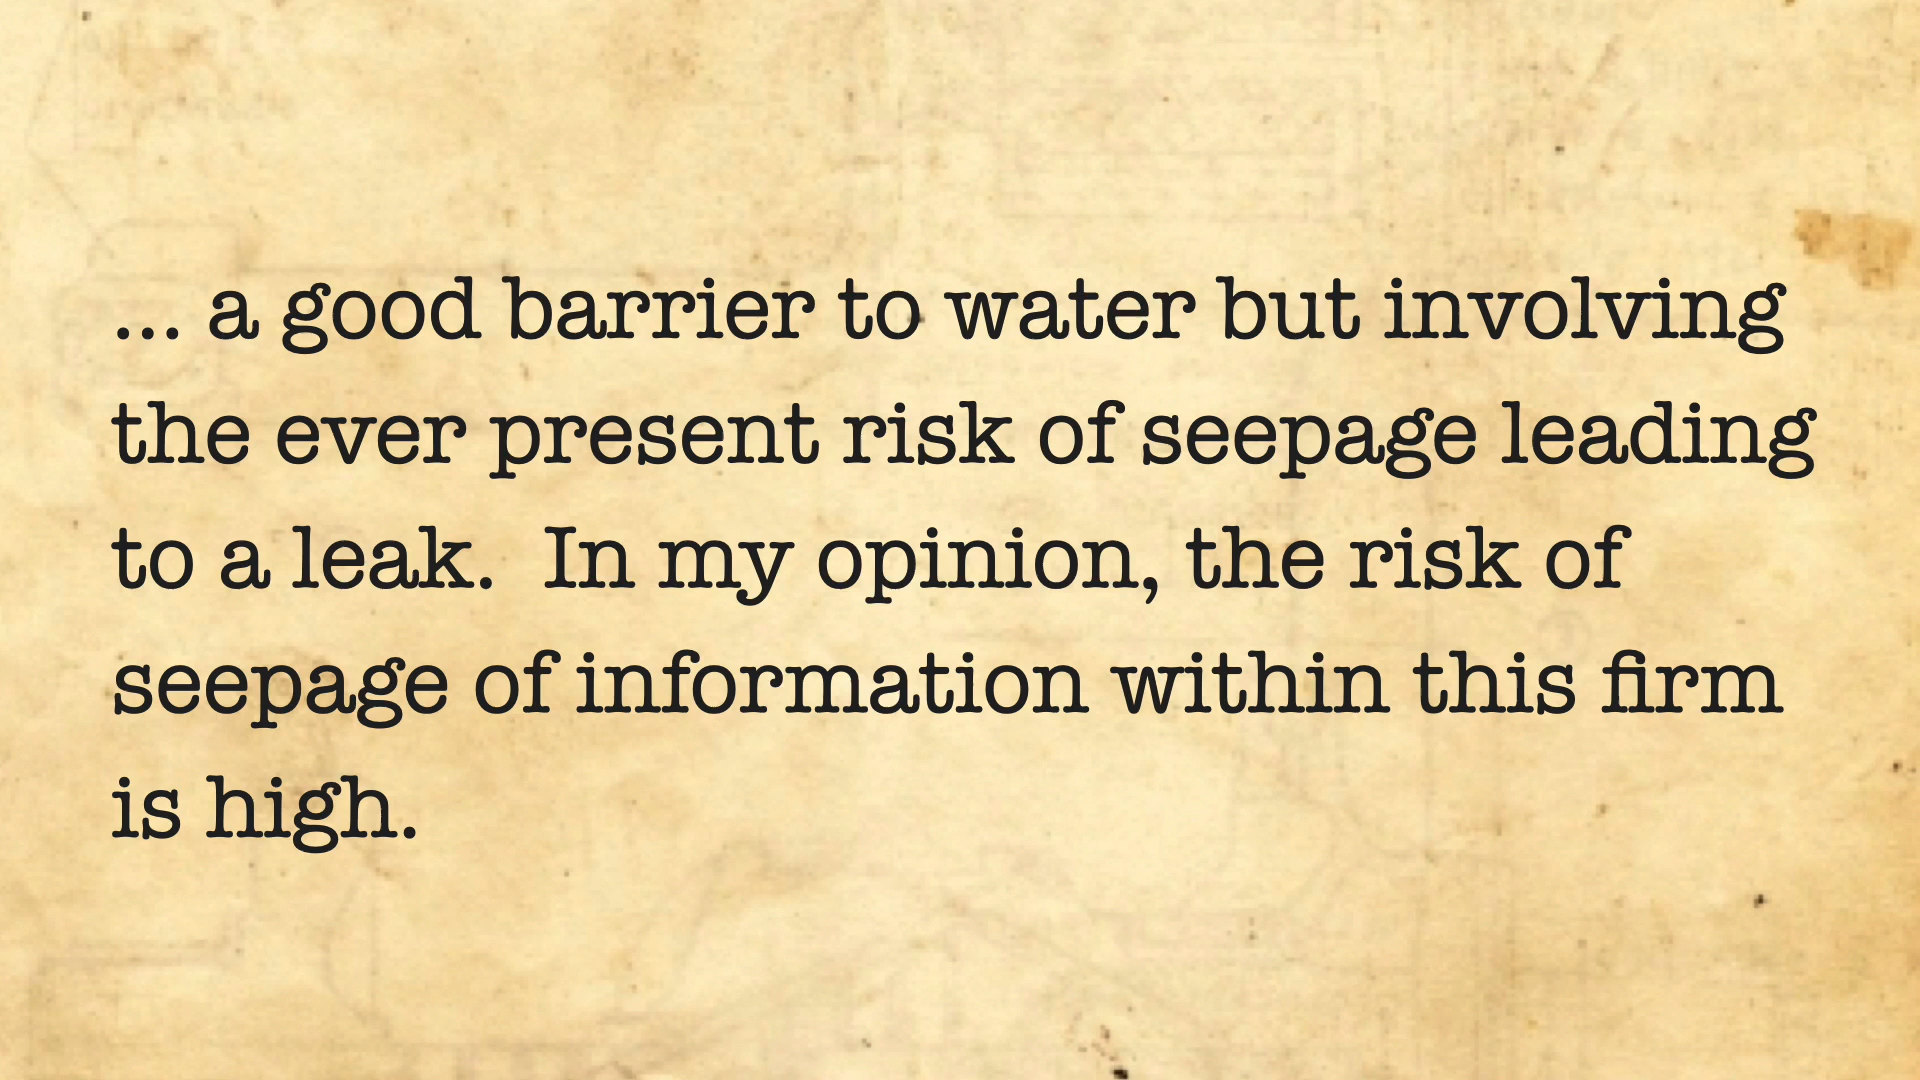 ... a good barrier to water but involving
the ever present risk of seepage leading
to a leak.  In my opinion, the risk of
seepage of information within this firm
is high.